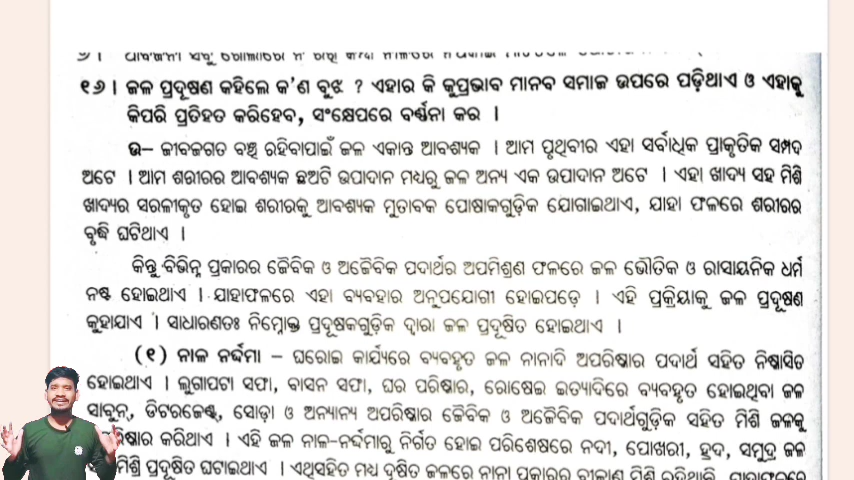 ୧୬ । ଜଳ ପ୍ରଦୂଷଣ କହିଲେ କ'ଣ ବୁଝ ? ଏହାର କି କୁପ୍ରଭାବ ମାନବ ସମାଜ ଉପରେ ପଡ଼ିଥାଏ ଓ ଏହାକୁ
କିପରି ପ୍ରତିହତ କରିହେବ, ସଂକ୍ଷେପରେ ବର୍ଣ୍ଣନା କର ।
ଉ– ଜୀବଜଗତ ବଞ୍ଚି ରହିବାପାଇଁ ଜଳ ଏକାନ୍ତ ଆବଶ୍ୟକ । ଆମ ପୃଥିବୀର ଏହା ସର୍ବାଧିକ ପ୍ରାକୃତିକ ସମ୍ପଦ
ଅଟେ । ଆମ ଶରୀରର ଆବଶ୍ୟକ ଛଅଟି ଉପାଦାନ ମଧ୍ୟରୁ ଜଳ ଅନ୍ୟ ଏକ ଉପାଦାନ ଅଟେ । ଏହା ଖାଦ୍ୟ ସହ ମିଶି
ଖାଦ୍ୟର ସରଳୀକୃତ ହୋଇ ଶରୀରକୁ ଆବଶ୍ୟକ ମୁତାବକ ପୋଷାକଗୁଡ଼ିକ ଯୋଗାଇଥାଏ, ଯାହା ଫଳରେ ଶରୀରର
ବୃଦ୍ଧି ଘଟିଥାଏ ।
କିନ୍ତୁ ବିଭିନ୍ନ ପ୍ରକାରର ଜୈବିକ ଓ ଅଜୈବିକ ପଦାର୍ଥର ଅପମିଶ୍ରଣ ଫଳରେ ଜଳ ଭୌତିକ ଓ ରାସାୟନିକ ଧର୍ମ
ନଷ୍ଟ ହୋଇଥାଏ । ଯାହାଫଳରେ ଏହା ବ୍ୟବହାର ଅନୁପଯୋଗୀ ହୋଇପଡ଼େ । ଏହି ପ୍ରକ୍ରିୟାକୁ ଜଳ ପ୍ରଦୂଷଣ
କୁହାଯାଏ । ସାଧାରଣତଃ ନିମ୍ନୋକ୍ତ ପ୍ରଦୂଷକଗୁଡ଼ିକ ଦ୍ୱାରା ଜଳ ପ୍ରଦୂଷିତ ହୋଇଥାଏ ।
(୧) ନାଳ ନର୍ଦ୍ଦମା – ଘରୋଇ କାର୍ଯ୍ୟରେ ବ୍ୟବହୃତ ଜଳ ନାନାଦି ଅପରିଷ୍କାର ପଦାର୍ଥ ସହିତ ନିଷ୍କାସିତ
ହୋଇଥାଏ । ଲୁଗାପଟା ସଫା, ବାସନ ସଫା, ଘର ପରିଷ୍କାର, ରୋଷେଇ ଇତ୍ୟାଦିରେ ବ୍ୟବହୃତ ହୋଇଥିବା ଜଳ
ସାବୁନ୍, ଡିଟରଜେଣ୍ଟ, ସୋଡ଼ା ଓ ଅନ୍ୟାନ୍ୟ ଅପରିଷ୍କାର ଜୈବିକ ଓ ଅଜୈବିକ ପଦାର୍ଥଗୁଡ଼ିକ ସହିତ ମିଶି ଜଳକୁ
କରିଥାଏ । ଏହି ଜଳ ନାଳ-ନର୍ଦ୍ଦମାରୁ ନିର୍ଗତ ହୋଇ ପରିଶେଷରେ ନଦୀ, ପୋଖରୀ, ହ୍ରଦ, ସମୁଦ୍ର ଜଳ
ମିଶି ପ୍ରଦୂଷିତ ଘଟାଇଥାଏ । ଏଥିସହିତ ମଧ୍ୟ ଦୂଷିତ ଜଳରେ ନାନା ପ୍ରକାରର ବୀଜାଣୁ ମିଶି ରହିଥାନ୍ତି